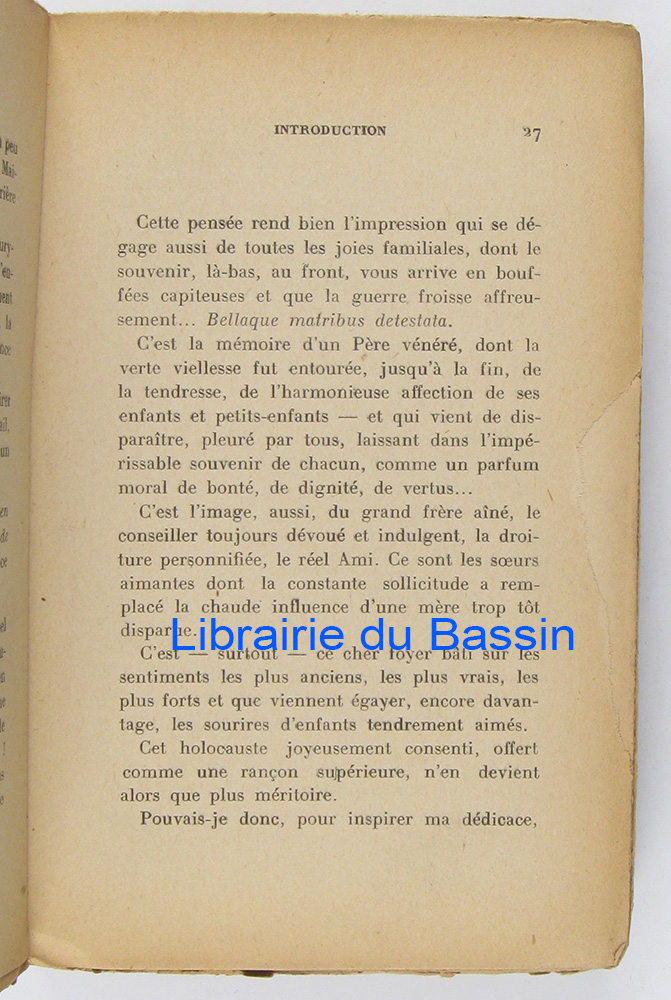 INTRODUCTION 27
Cette pensée rend bien l'impression qui se dé-
gage aussi de toutes les joies familiales, dont le
souvenir, là-bas, au front, vous arrive en bouf-
fées capiteuses et que la guerre froisse affreu-
sement... Bellaque matribus detestata.
C'est la mémoire d'un Père vénéré, dont la
verte viellesse fut entourée, jusqu'à la fin, de
la tendresse, de l'harmonieuse affection de ses
enfants et petits-enfants — et qui vient de dis-
paraître, pleuré par tous, laissant dans l'impé-
rissable souvenir de chacun, comme un parfum
moral de bonté, de dignité, de vertus...
C'est l'image, aussi, du grand frère aîné, le
conseiller toujours dévoué et indulgent, la droi-
ture personnifiée, le réel Ami. Ce sont les sœurs
aimantes dont la constante sollicitude a rem-
placé la chaude influence d'une mère trop tôt
disparue.
Librairie du Bassin
C'est — surtout — ce cher foyer bâti sur les
sentiments les plus anciens, les plus vrais, les
plus forts et que viennent égayer, encore davan-
tage, les sourires d'enfants tendrement aimés.
Cet holocauste joyeusement consenti, offert
comme une rançon supérieure, n'en devient
alors que plus méritoire.
Pouvais-je donc, pour inspirer ma dédicace,